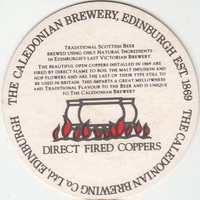 THE CALEDONIAN BREWERY, EDINBURGH EST. 1869
TRADITIONAL SCOTTISH BEER
BREWED USING ONLY NATURAL INGREDIENTS
IN EDINBURGH'S LAST VICTORIAN BREWERY
THE BEAUTIFUL OPEN COPPERS INSTALLED IN 1869 ARE
FIRED BY DIRECT FLAME TO BOIL THE MALT INFUSION AND
HOP FLOWERS AND ARE THE LAST OF THEIR TYPE STILL TO
BE USED IN BRITAIN. THIS IMPARTS A GREAT MELLOWNESS
AND TRADITIONAL FLAVOUR TO THE BEER AND IS UNIQUE
TO THE CALEDONIAN BREWERY
DIRECT FIRED COPPERS
THE CALEDONIAN BREWING Co. Ltd. EDINBURGH